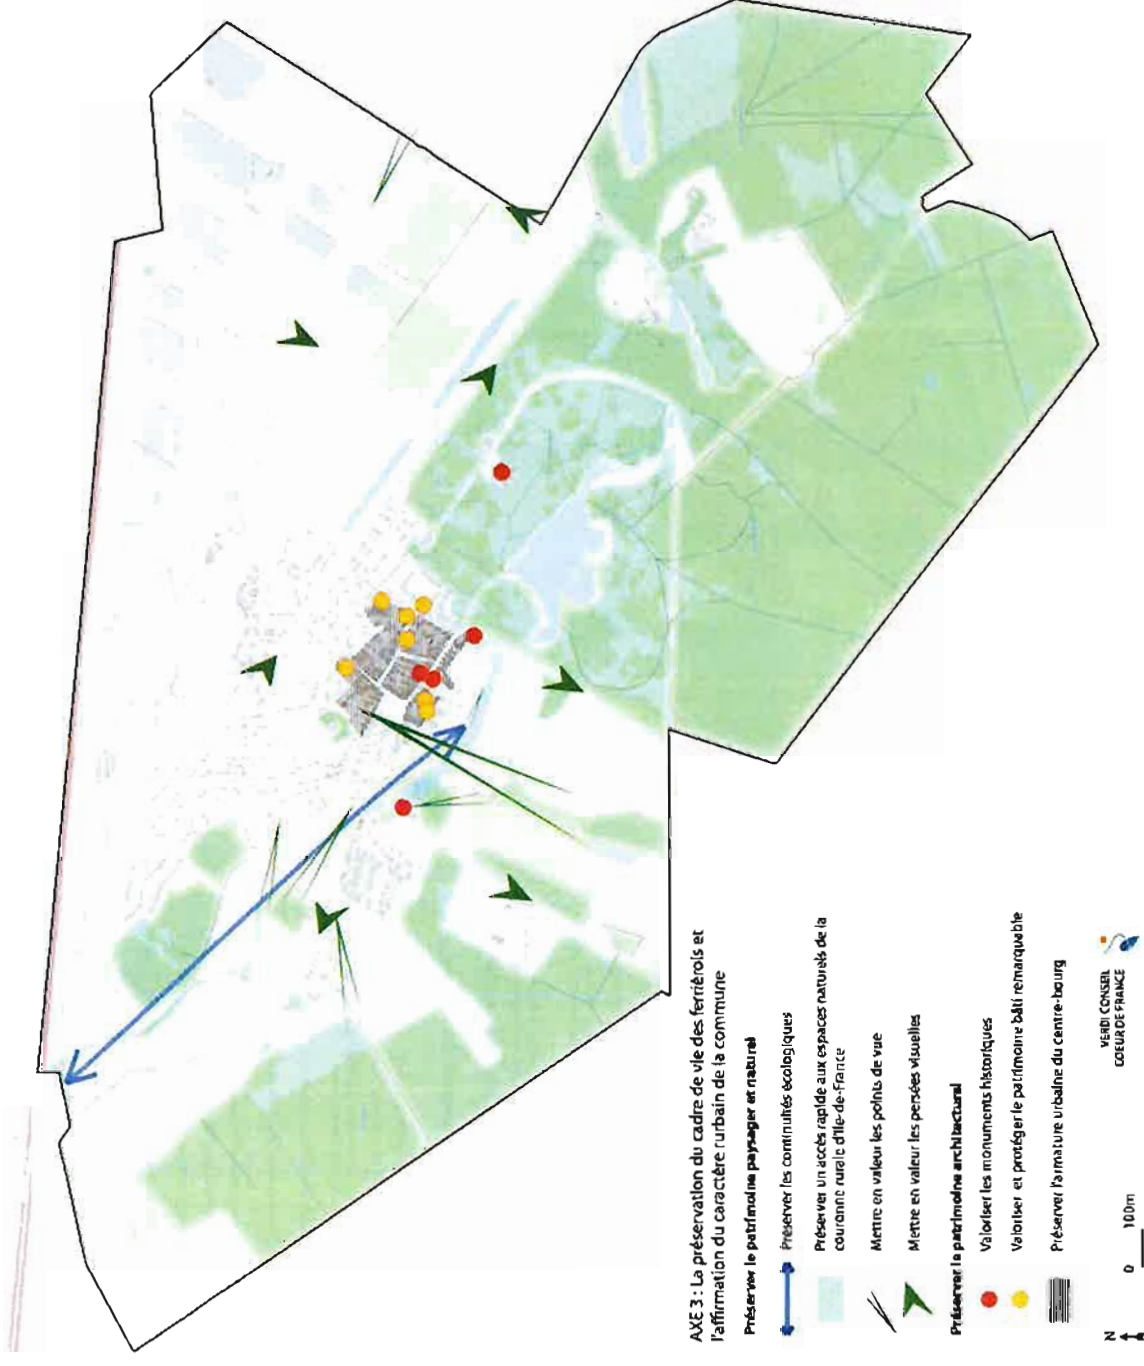 AXE 3 : La préservation du cadre de vie des ferriérois et
l'affirmation du caractère rurbain de la commune
Préserver le patrimoine paysager et naturel
Préserver les continuités écologiques
Préserver un accès rapide aux espaces naturels de la
couronne rurale d'Ile-de-France
Mettre en valeur les points de vue
Mettre en valeur les persées visuelles
Préserver le patrimoine architectural
Valoriser les monuments historiques
Valoriser et protéger le patrimoine bâti remarquable
Préserver l'armature urbaine du centre-bourg
N
0 100m
VERDI CONSEIL
COEUR DE FRANCE